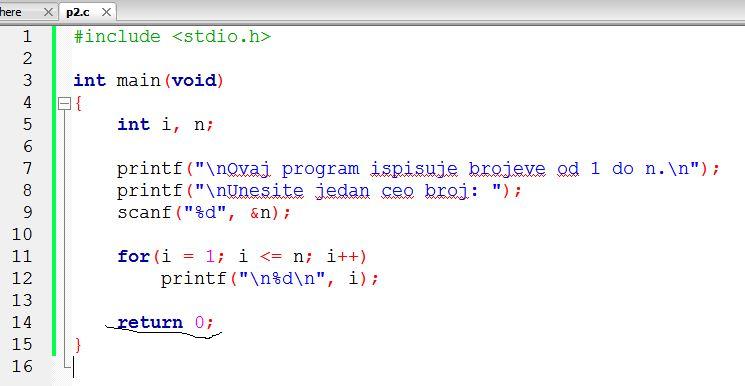 here
p2.c
1 #include <stdio.h>
2
3 int main(void)
4 {
5 int i, n;
6
7 printf("\nOvaj program ispisuje brojeve od 1 do n.\n");
8 printf("\nUnesite jedan ceo broj: ");
9 scanf("%d", &n);
10
11 for(i = 1; i <= n; i++)
12 printf("\n%d\n", i);
13
14 return 0;
15 }
16